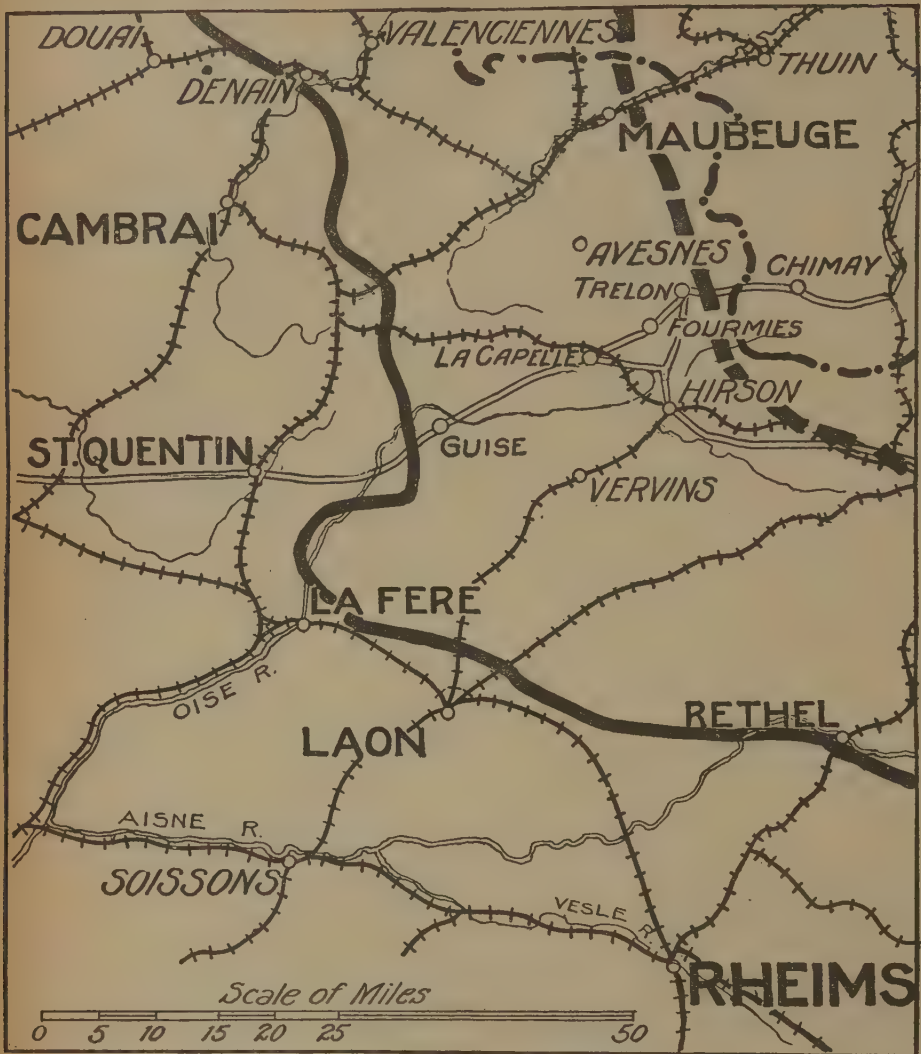 DOUAI
VALENCIENNES
DENAIN
THUIN
MAUBEUGE
CAMBRAI
AVESNES
CHIMAY
TRELON
FOURMIES
LA CAPELLE
HIRSON
ST. QUENTIN
GUISE
VERVINS
LA FERE
OISE R.
RETHEL
LAON
AISNE R.
SOISSONS
VESLE R.
RHEIMS
Scale of Miles
0 5 10 15 20 25 50